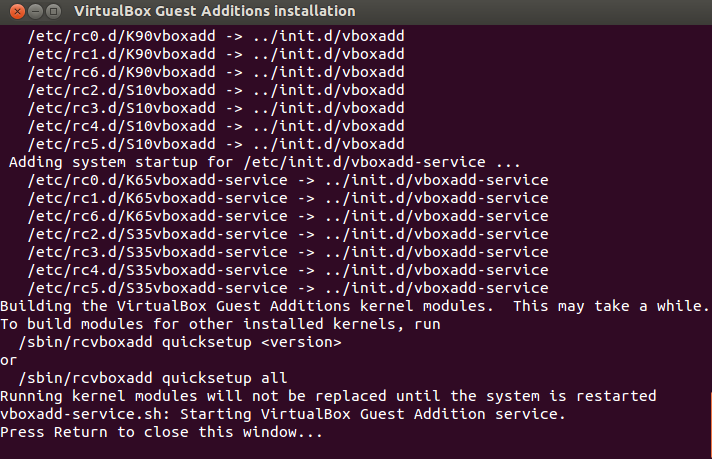 VirtualBox Guest Additions installation
/etc/rc0.d/K90vboxadd -> ../init.d/vboxadd
/etc/rc1.d/K90vboxadd -> ../init.d/vboxadd
/etc/rc6.d/K90vboxadd -> ../init.d/vboxadd
/etc/rc2.d/S10vboxadd -> ../init.d/vboxadd
/etc/rc3.d/S10vboxadd -> ../init.d/vboxadd
/etc/rc4.d/S10vboxadd -> ../init.d/vboxadd
/etc/rc5.d/S10vboxadd -> ../init.d/vboxadd
Adding system startup for /etc/init.d/vboxadd-service ...
/etc/rc0.d/K65vboxadd-service -> ../init.d/vboxadd-service
/etc/rc1.d/K65vboxadd-service -> ../init.d/vboxadd-service
/etc/rc6.d/K65vboxadd-service -> ../init.d/vboxadd-service
/etc/rc2.d/S35vboxadd-service -> ../init.d/vboxadd-service
/etc/rc3.d/S35vboxadd-service -> ../init.d/vboxadd-service
/etc/rc4.d/S35vboxadd-service -> ../init.d/vboxadd-service
/etc/rc5.d/S35vboxadd-service -> ../init.d/vboxadd-service
Building the VirtualBox Guest Additions kernel modules.  This may take a while.
To build modules for other installed kernels, run
/sbin/rcvboxadd quicksetup <version>
or
/sbin/rcvboxadd quicksetup all
Running kernel modules will not be replaced until the system is restarted
vboxadd-service.sh: Starting VirtualBox Guest Addition service.
Press Return to close this window...